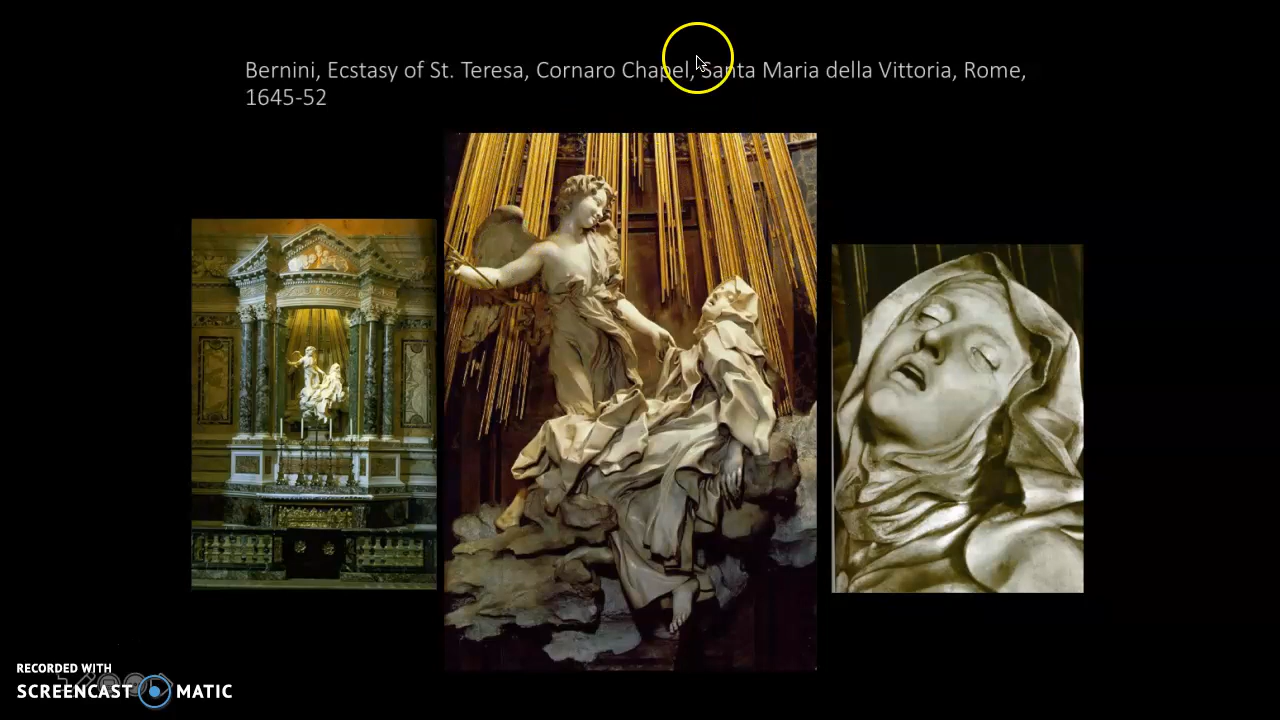 Bernini, Ecstasy of St. Teresa, Cornaro Chapel, Santa Maria della Vittoria, Rome,
1645-52
RECORDED WITH
SCREENCAST MATIC